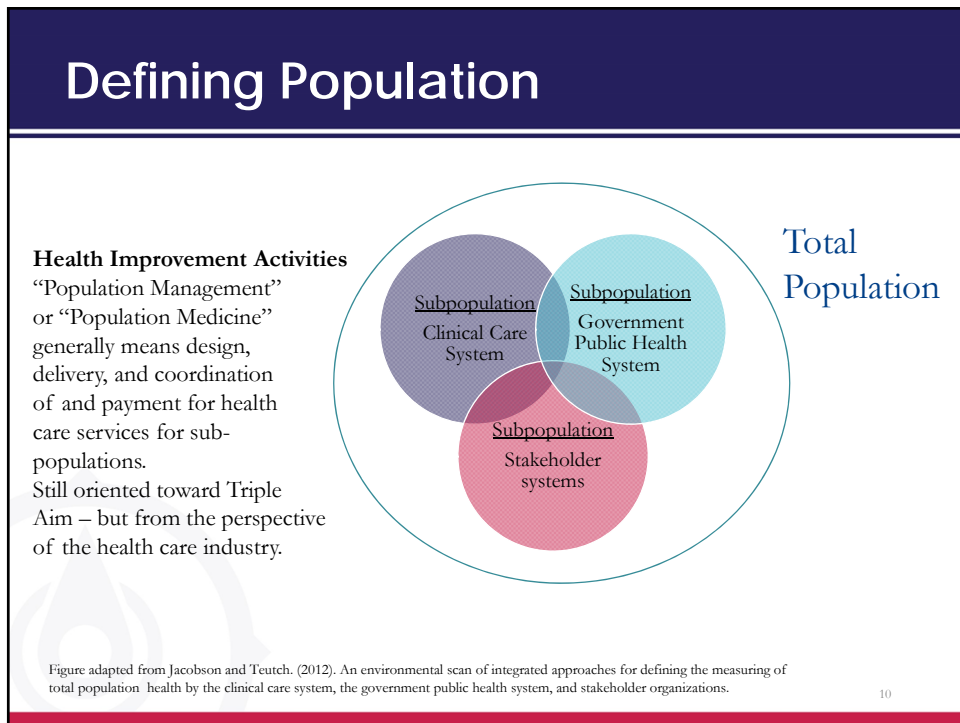 Defining Population
Health Improvement Activities
“Population Management”
or “Population Medicine”
generally means design,
delivery, and coordination
of and payment for health
care services for sub-
populations.
Still oriented toward Triple
Aim – but from the perspective
of the health care industry.
Subpopulation
Clinical Care
System
Subpopulation
Government
Public Health
System
Subpopulation
Stakeholder
systems
Total
Population
Figure adapted from Jacobson and Teutch. (2012). An environmental scan of integrated approaches for defining the measuring of
total population health by the clinical care system, the government public health system, and stakeholder organizations.
10